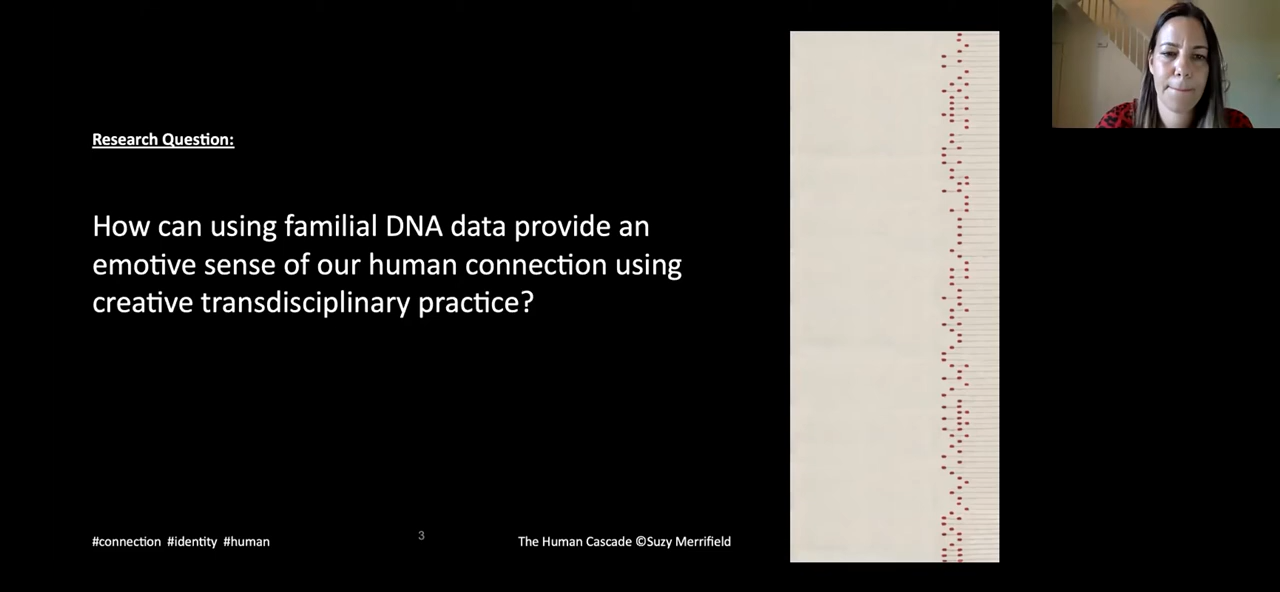 Research Question:
How can using familial DNA data provide an
emotive sense of our human connection using
creative transdisciplinary practice?
#connection #identity #human
3
The Human Cascade ©Suzy Merrifield